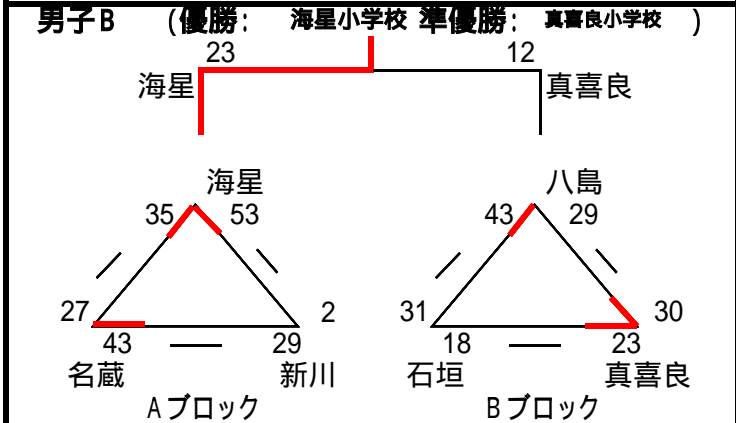 男子B (優勝: 海星小学校 準優勝: 真喜良小学校 )
23 12
海星 真喜良
海星 八島
35 53 43 29
27 2 31 30
43 29 18 23
名蔵 新川 石垣 真喜良
Aブロック Bブロック